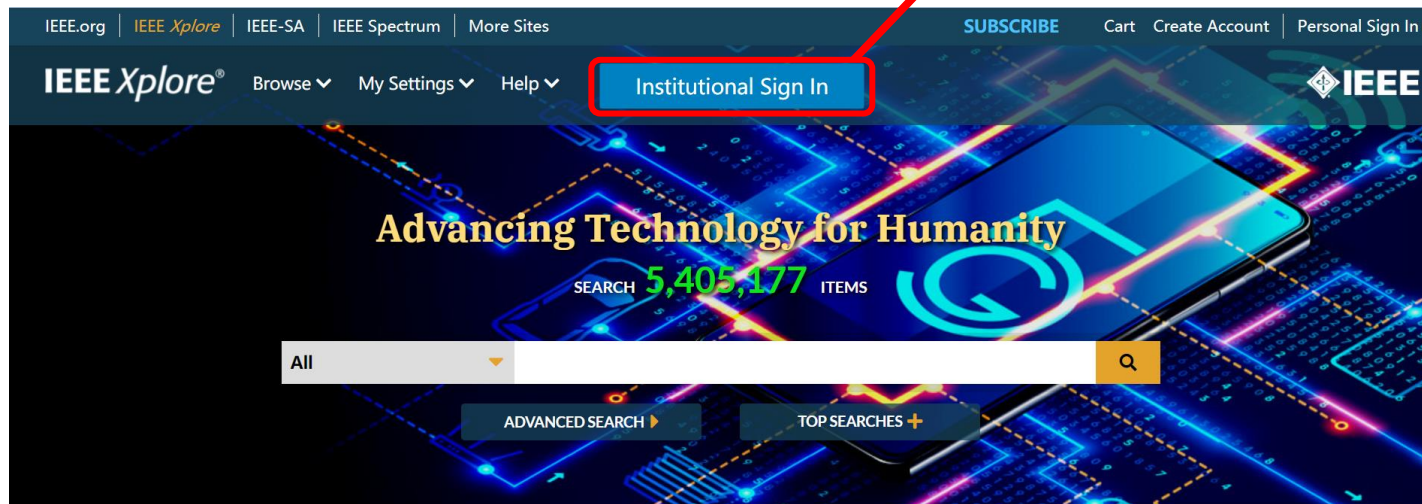 IEEE.org IEEE Xplore IEEE-SA IEEE Spectrum More Sites SUBSCRIBE Cart Create Account Personal Sign In
IEEE Xplore® Browse My Settings Help Institutional Sign In IEEE
Advancing Technology for Humanity
SEARCH 5,405,177 ITEMS
All
ADVANCED SEARCH TOP SEARCHES